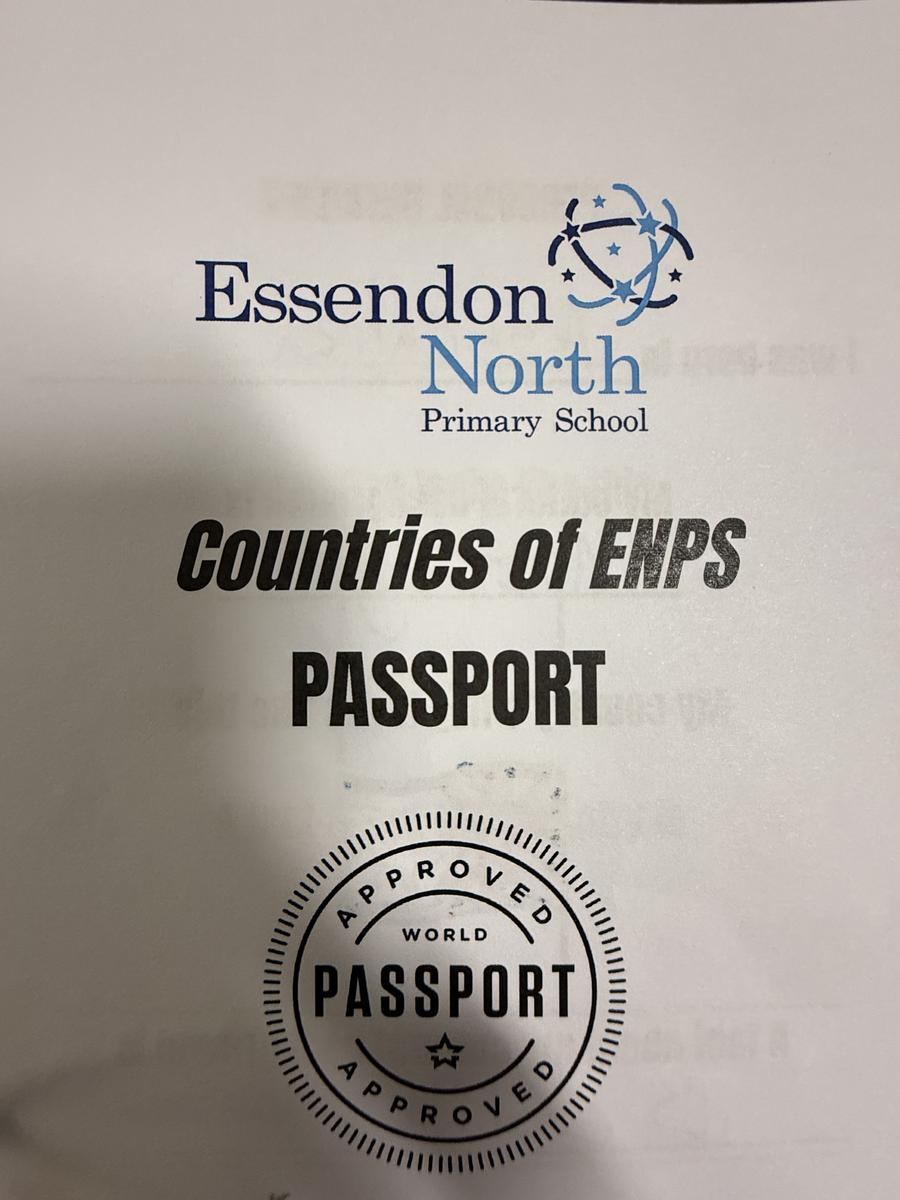 Essendon
North
Primary School
Countries of ENPS
PASSPORT
APPROVED
WORLD
PASSPORT
APPROVED